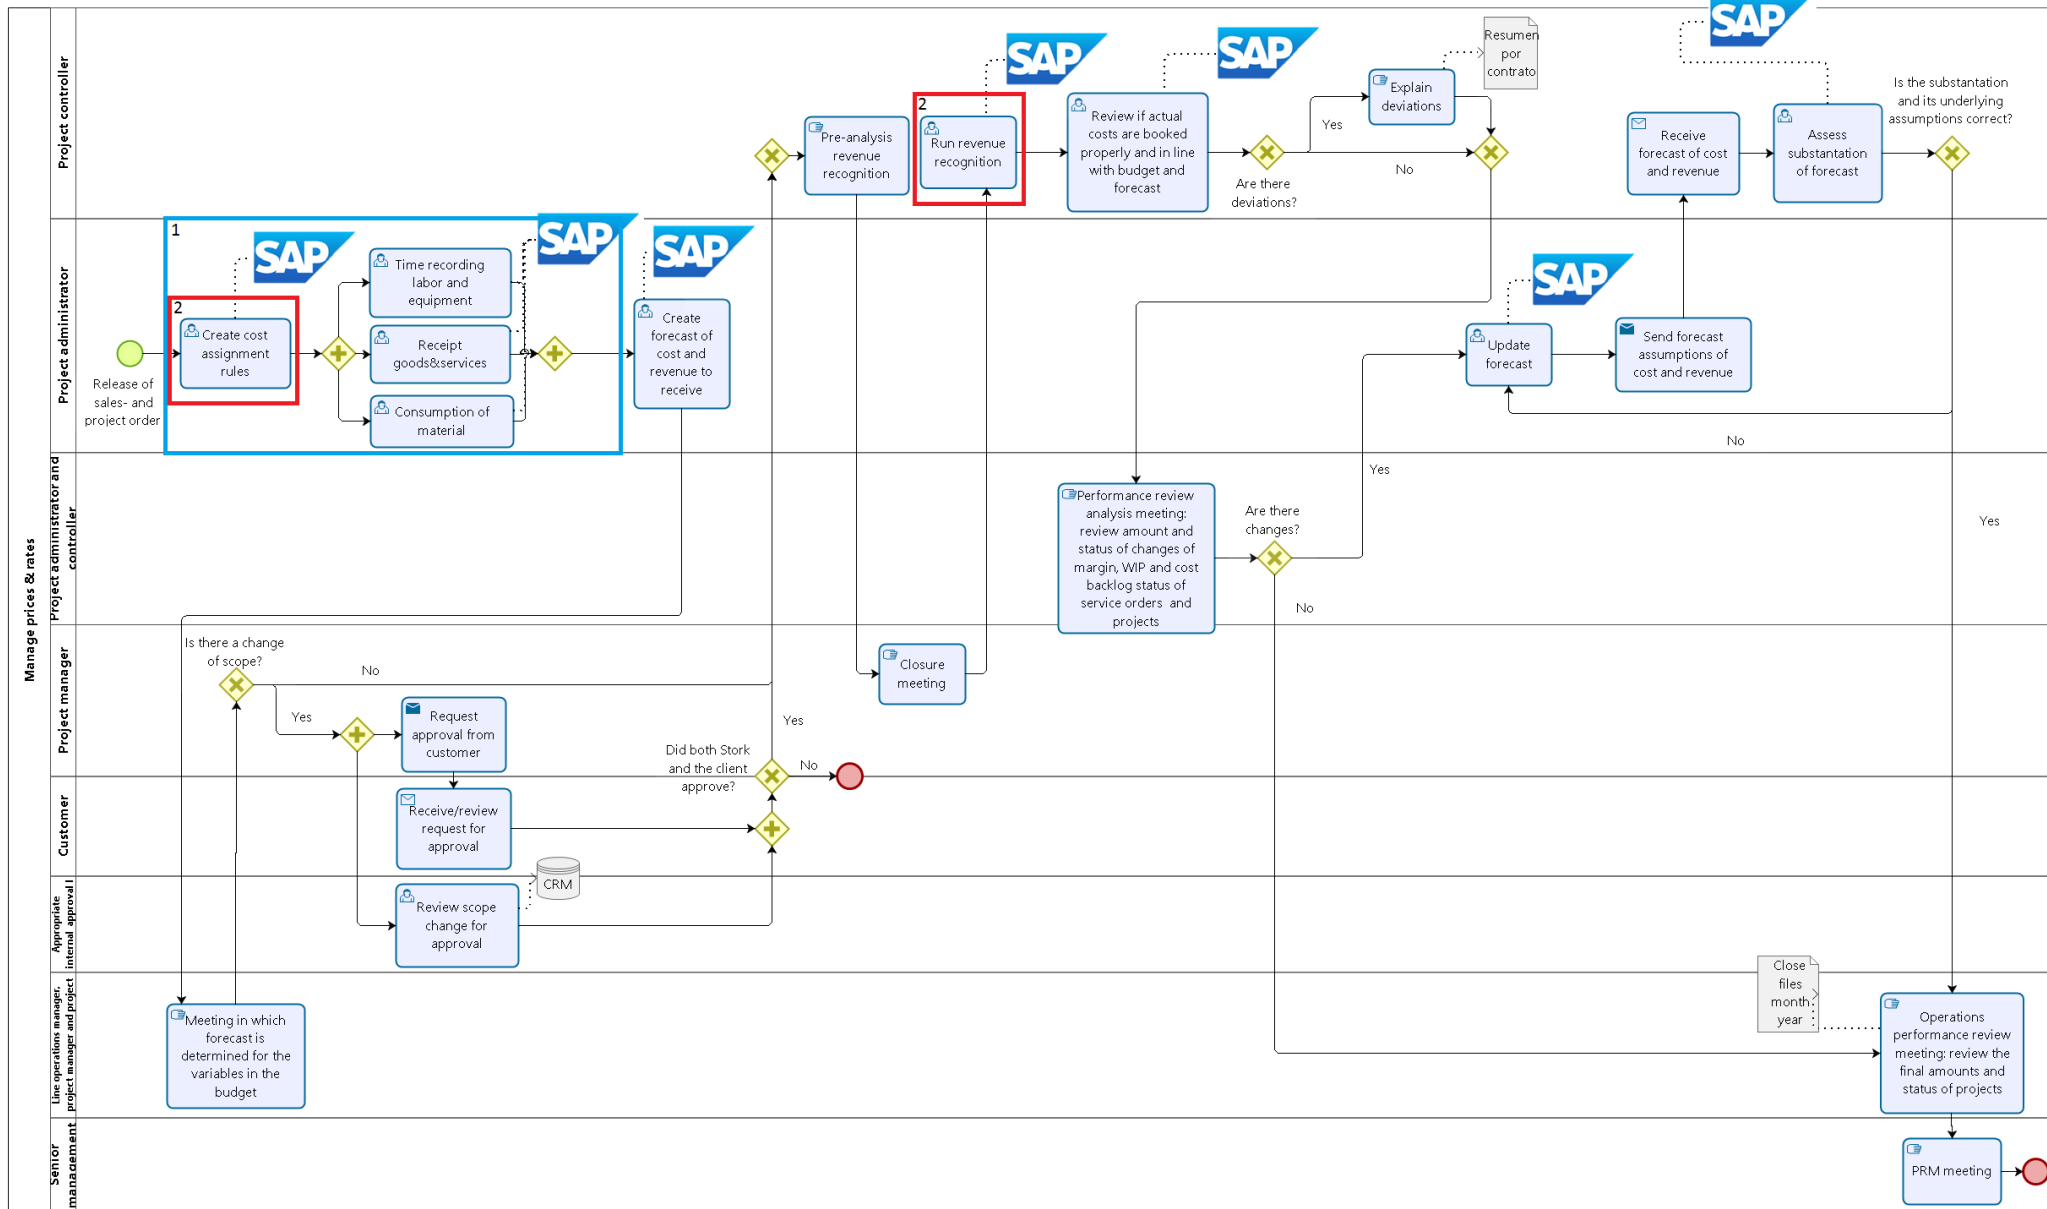 Manage prices & rates
Project controller
SAP
SAP
Resumen
por
contrato
SAP
2
Pre-analysis
revenue
recognition
Run revenue
recognition
Review if actual
costs are booked
properly and in line
with budget and
forecast
Are there
deviations?
Yes
No
Explain
deviations
Receive
forecast of cost
and revenue
Assess
substantation
of forecast
Is the substantation
and its underlying
assumptions correct?
Project administrator
1
SAP
SAP
SAP
SAP
Release of
sales- and
project order
2
Create cost
assignment
rules
Time recording
labor and
equipment
Receipt
goods&services
Consumption of
material
Create
forecast of
cost and
revenue to
receive
Update
forecast
Send forecast
assumptions of
cost and revenue
No
Project administrator and
controller
Performance review
analysis meeting:
review amount and
status of changes of
margin, WIP and cost
backlog status of
service orders and
projects
Are there
changes?
Yes
No
Yes
Project manager
Is there a change
of scope?
No
Yes
Request
approval from
customer
Closure
meeting
Did both Stork
and the client
approve?
Yes
No
Customer
Receive/review
request for
approval
Appropriate
internal approval l
Review scope
change for
approval
CRM
Line operations manager,
project manager and project
Meeting in which
forecast is
determined for the
variables in the
budget
Close
files
month
year
Operations
performance review
meeting: review the
final amounts and
status of projects
Senior
management
PRM meeting